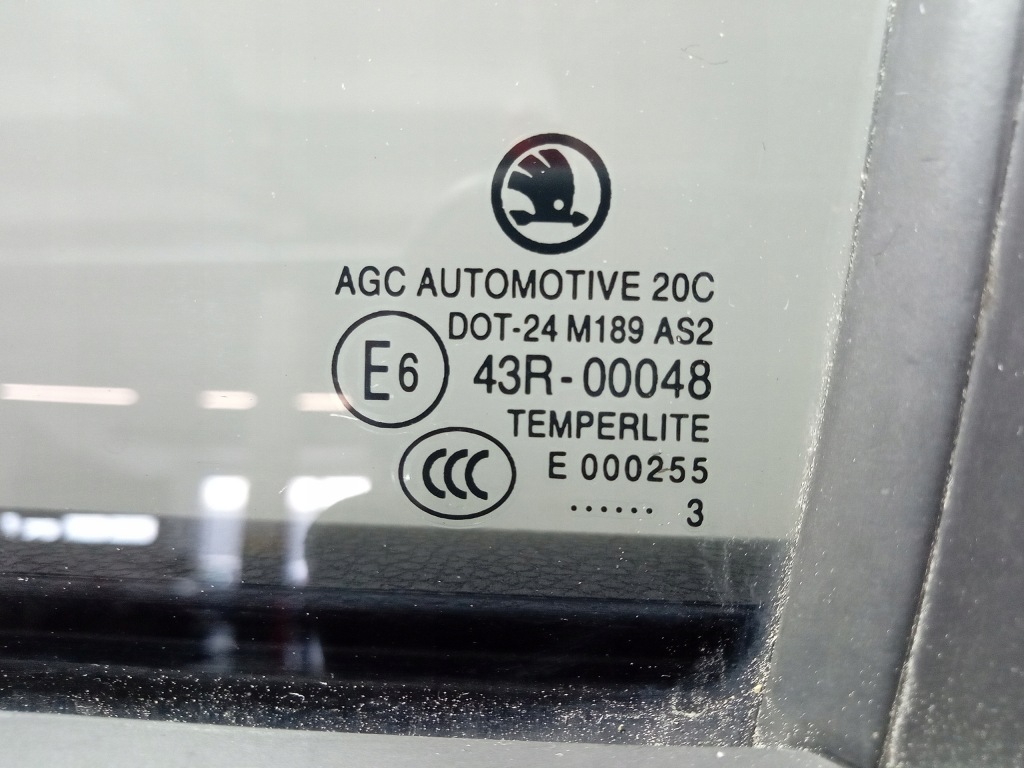 AGC AUTOMOTIVE 20C
DOT-24 M189 AS2
E6 43R-00048
TEMPERLITE
CCC E 000255
...... 3